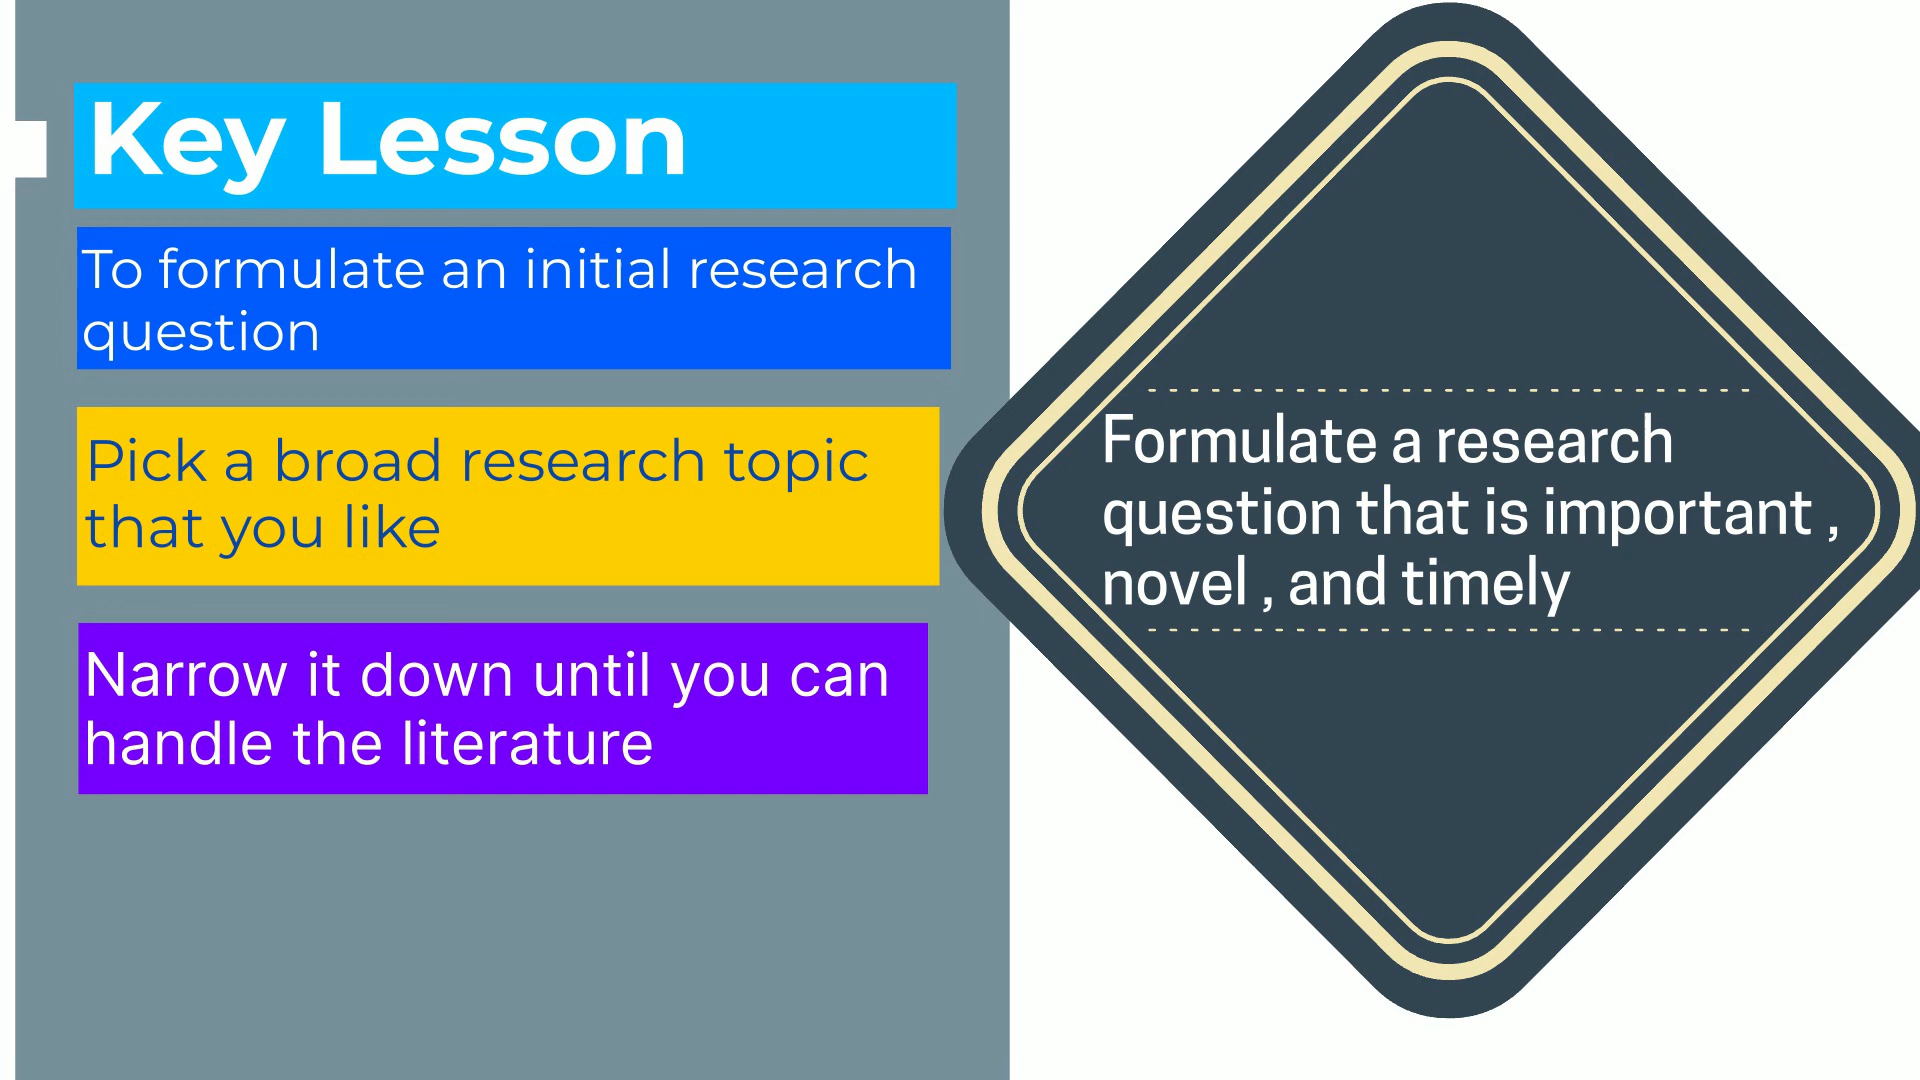 Key Lesson
To formulate an initial research
question
Pick a broad research topic
that you like
Narrow it down until you can
handle the literature
Formulate a research
question that is important ,
novel , and timely